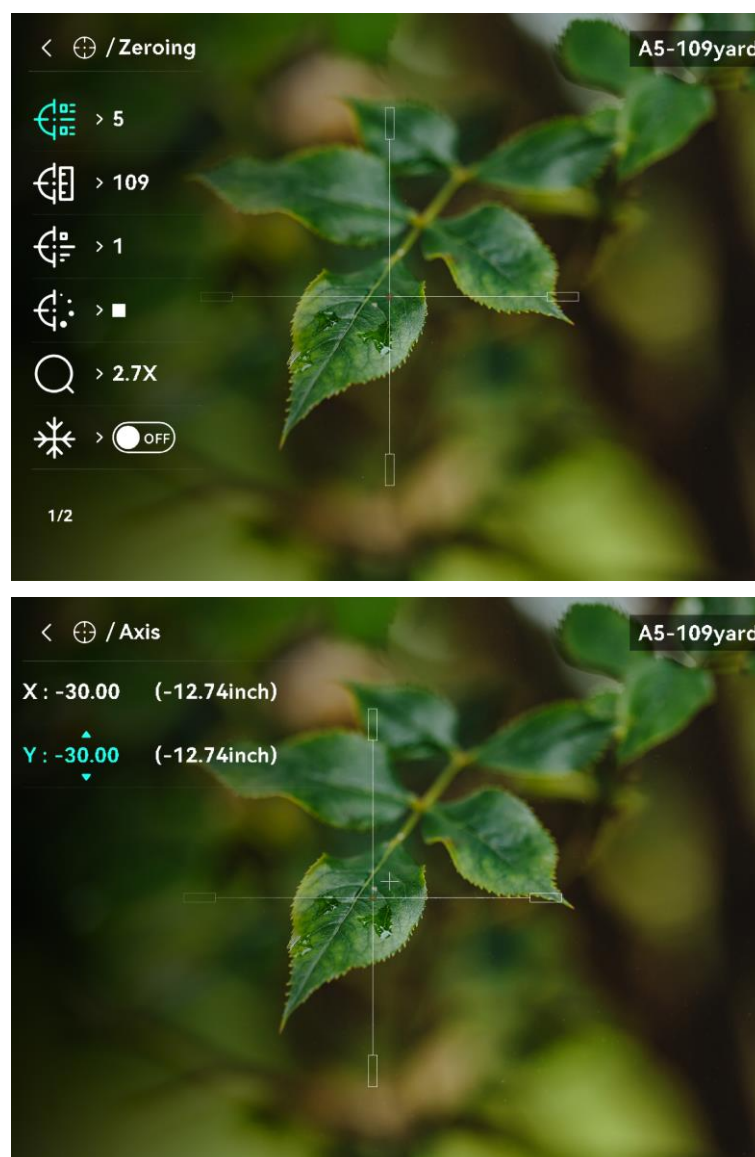 /Zeroing
A5-109yard
> 5
> 109
> 1
>
> 2.7X
> OFF
1/2
/Axis
A5-109yard
X : -30.00 (-12.74inch)
Y : -30.00 (-12.74inch)